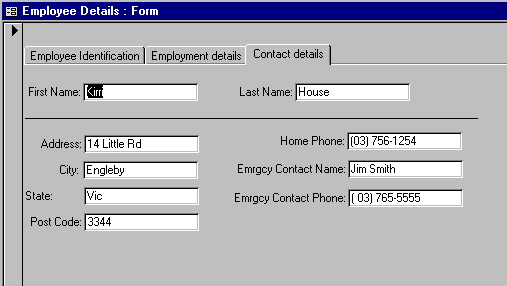 Employee Details : Form
Employee Identification Employment details Contact details
First Name: Kirri Last Name: House
Address: 14 Little Rd Home Phone: (03) 756-1254
City: Engleby Emrgcy Contact Name: Jim Smith
State: Vic Emrgcy Contact Phone: ( 03) 765-5555
Post Code: 3344